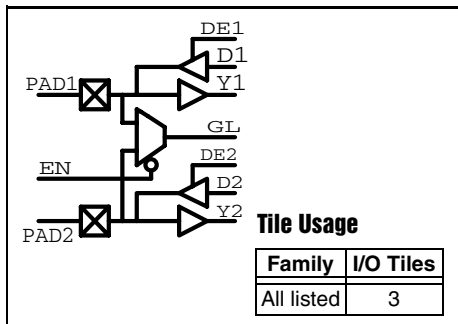 DE1
D1
PAD1
Y1
GL
EN
DE2
D2
PAD2
Y2
Tile Usage
Family I/O Tiles
All listed 3